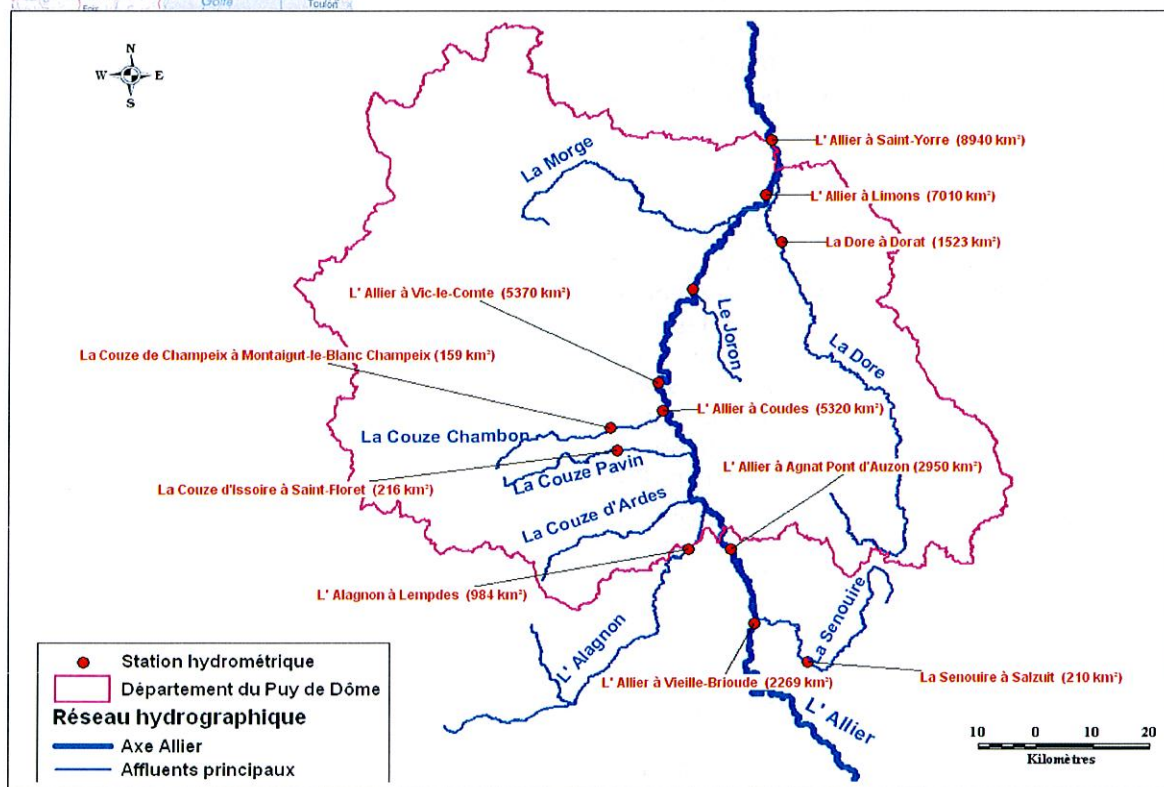 Goire
Toulon
N
W E
S
L' Allier à Saint-Yorre (8940 km²)
La Morge
L' Allier à Limons (7010 km²)
La Dore à Dorat (1523 km²)
L' Allier à Vic-le-Comte (5370 km²)
Le Joron
La Dore
La Couze de Champeix à Montaigut-le-Blanc Champeix (159 km²)
L' Allier à Coudes (5320 km²)
La Couze Chambon
L' Allier à Agnat Pont d'Auzon (2950 km²)
La Couze Pavin
La Couze d'Issoire à Saint-Floret (216 km²)
La Couze d'Ardes
L' Alagnon à Lempdes (984 km²)
La Senouire
L' Alagnon
L' Allier à Vieille-Brioude (2269 km²)
La Senouire à Salzuit (210 km²)
L' Allier
Station hydrométrique
Département du Puy de Dôme
Réseau hydrographique
Axe Allier
Affluents principaux
10 0 10 20
Kilomètres